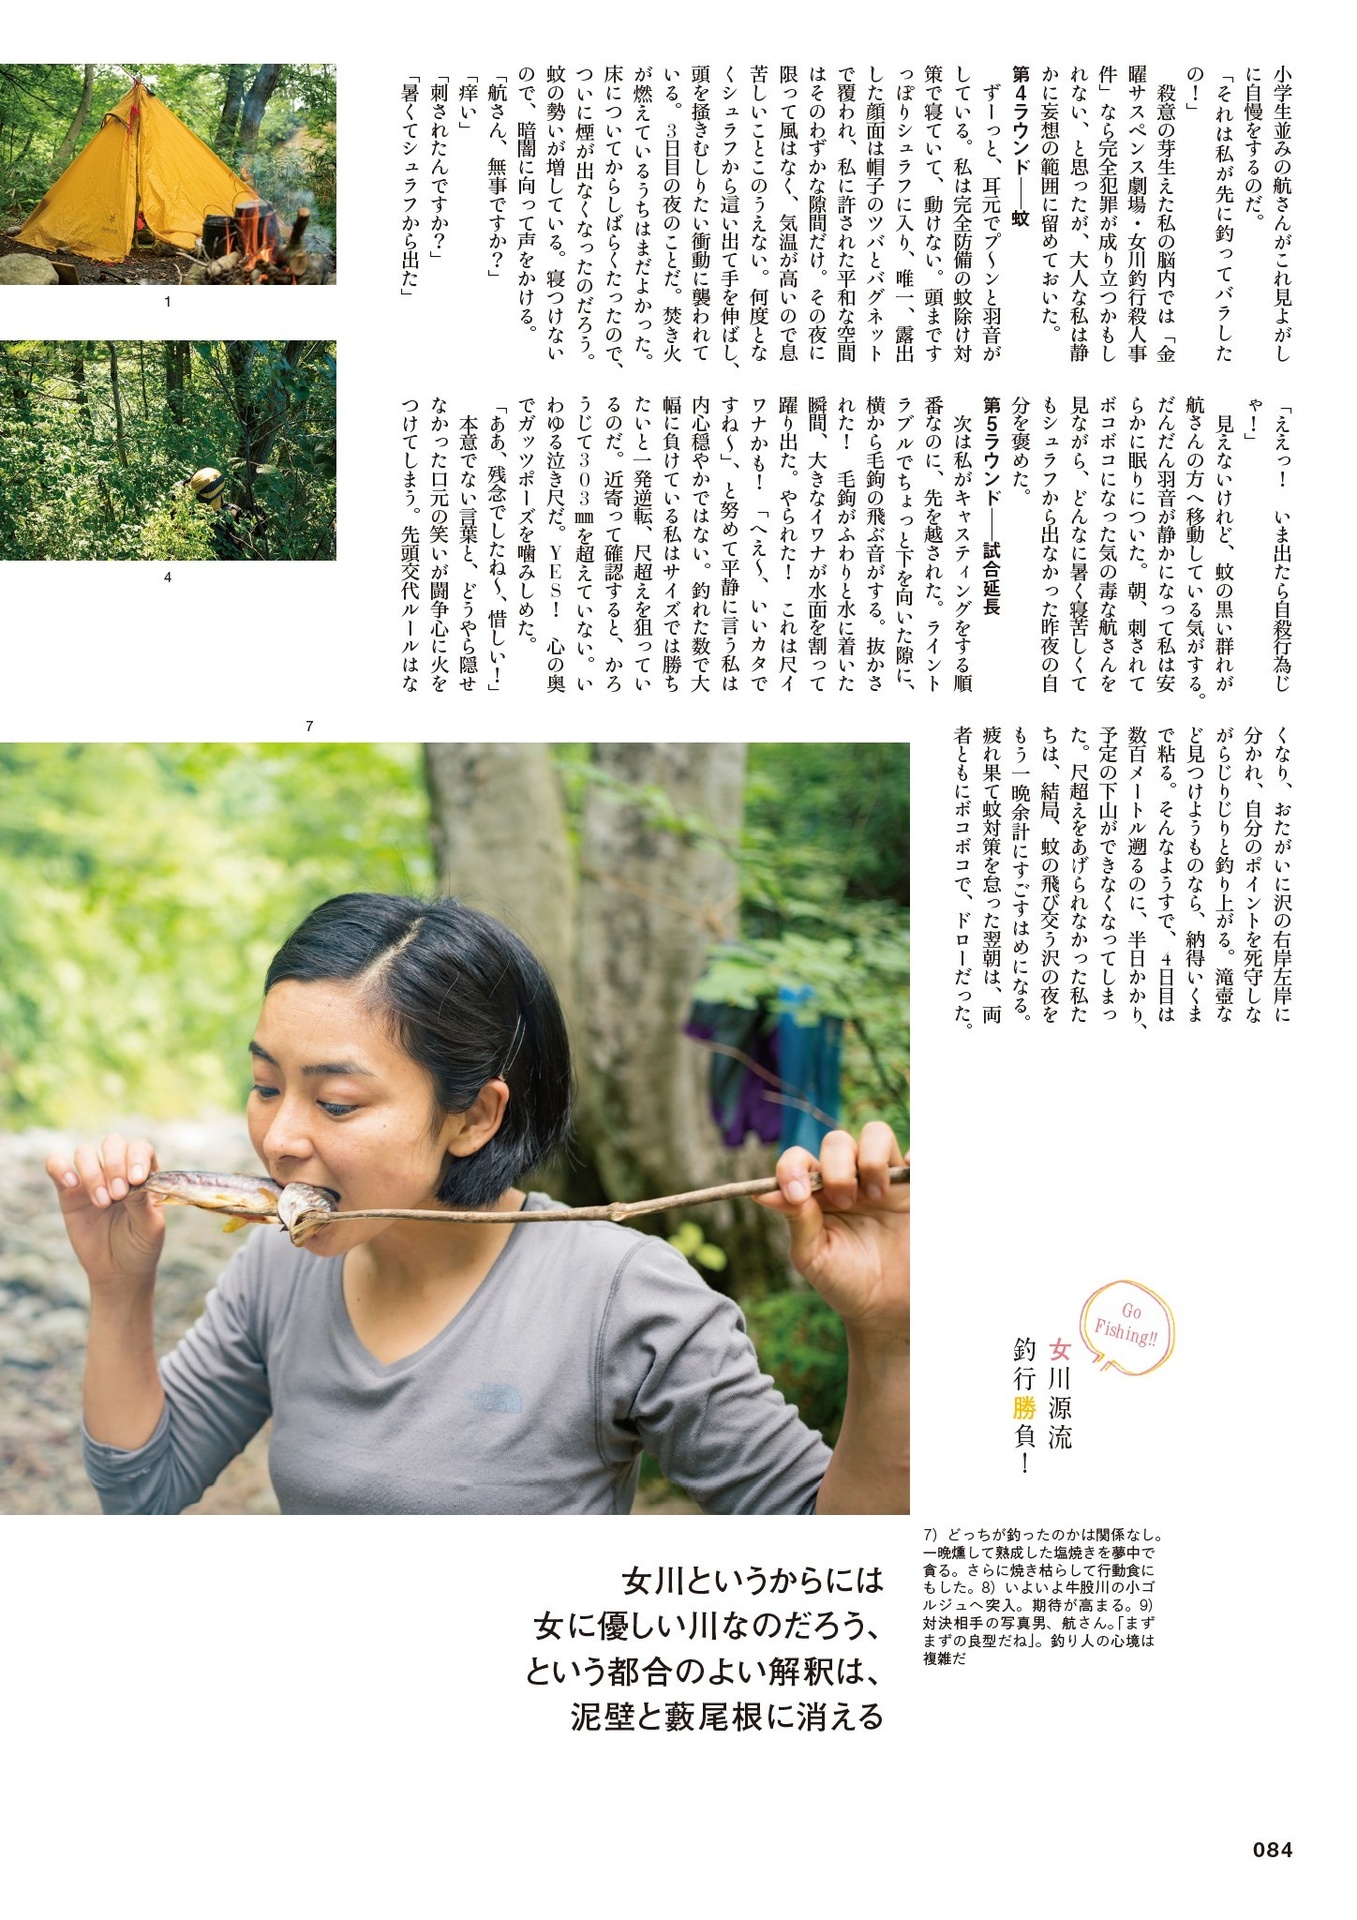 小学生並みの航さんがこれ見よがし
に自慢をするのだ。
「それは私が先に釣ってバラした
の！」
殺意の芽生えた私の脳内では「金
曜サスペンス劇場・女川釣行殺人事
件」なら完全犯罪が成り立つかもし
れない、と思ったが、大人な私は静
かに妄想の範囲に留めておいた。
第4ラウンド――蚊
ずーっと、耳元でプ〜ンと羽音が
している。私は完全防備の蚊除け対
策で寝ていて、動けない。頭まです
っぽりシュラフに入り、唯一、露出
した顔面は帽子のツバとバグネット
で覆われ、私に許された平和な空間
はそのわずかな隙間だけ。その夜に
限って風はなく、気温が高いので息
苦しいことこのうえない。何度とな
くシュラフから這い出て手を伸ばし、
頭を掻きむしりたい衝動に襲われて
いる。3日目の夜のことだ。焚き火
が燃えているうちはまだよかった。
床についてからしばらくたったので、
ついに煙が出なくなったのだろう。
蚊の勢いが増している。寝つけない
ので、暗闇に向って声をかける。
「航さん、無事ですか？」
「痒い」
「刺されたんですか？」
「暑くてシュラフから出た」
「ええっ！　いま出たら自殺行為じ
ゃ！」
見えないけれど、蚊の黒い群れが
航さんの方へ移動している気がする。
だんだん羽音が静かになって私は安
らかに眠りについた。朝、刺されて
ボコボコになった気の毒な航さんを
見ながら、どんなに暑く寝苦しくて
もシュラフから出なかった昨夜の自
分を褒めた。
第5ラウンド――試合延長
次は私がキャスティングをする順
番なのに、先を越された。ライント
ラブルでちょっと下を向いた隙に、
横から毛鉤の飛ぶ音がする。抜かさ
れた！　毛鉤がふわりと水に着いた
瞬間、大きなイワナが水面を割って
躍り出た。やられた！　これは尺イ
ワナかも！　「へえ〜、いいカタで
すね〜」、と努めて平静に言う私は
内心穏やかではない。釣れた数で大
幅に負けている私はサイズでは勝ち
たいと一発逆転、尺超えを狙ってい
るのだ。近寄って確認すると、かろ
うじて303㎜を超えていない。い
わゆる泣き尺だ。YES！　心の奥
でガッツポーズを噛みしめた。
「ああ、残念でしたね〜、惜しい！」
本意でない言葉と、どうやら隠せ
なかった口元の笑いが闘争心に火を
つけてしまう。先頭交代ルールはな
くなり、おたがいに沢の右岸左岸に
分かれ、自分のポイントを死守しな
がらじりじりと釣り上がる。滝壺な
ど見つけようものなら、納得いくま
で粘る。そんなようすで、4日目は
数百メートル遡るのに、半日かかり、
予定の下山ができなくなってしまっ
た。尺超えをあげられなかった私た
ちは、結局、蚊の飛び交う沢の夜を
もう一晩余計にすごすはめになる。
疲れ果て蚊対策を怠った翌朝は、両
者ともにボコボコで、ドローだった。
1
4
7
Go
Fishing!!
女川源流
釣行勝負！
7）どっちが釣ったのかは関係なし。
一晩燻して熟成した塩焼きを夢中で
貪る。さらに焼き枯らして行動食に
もした。8）いよいよ牛股川の小ゴ
ルジュへ突入。期待が高まる。9）
対決相手の写真男、航さん。「まず
まずの良型だね」。釣り人の心境は
複雑だ
女川というからには
女に優しい川なのだろう、
という都合のよい解釈は、
泥壁と藪尾根に消える
084